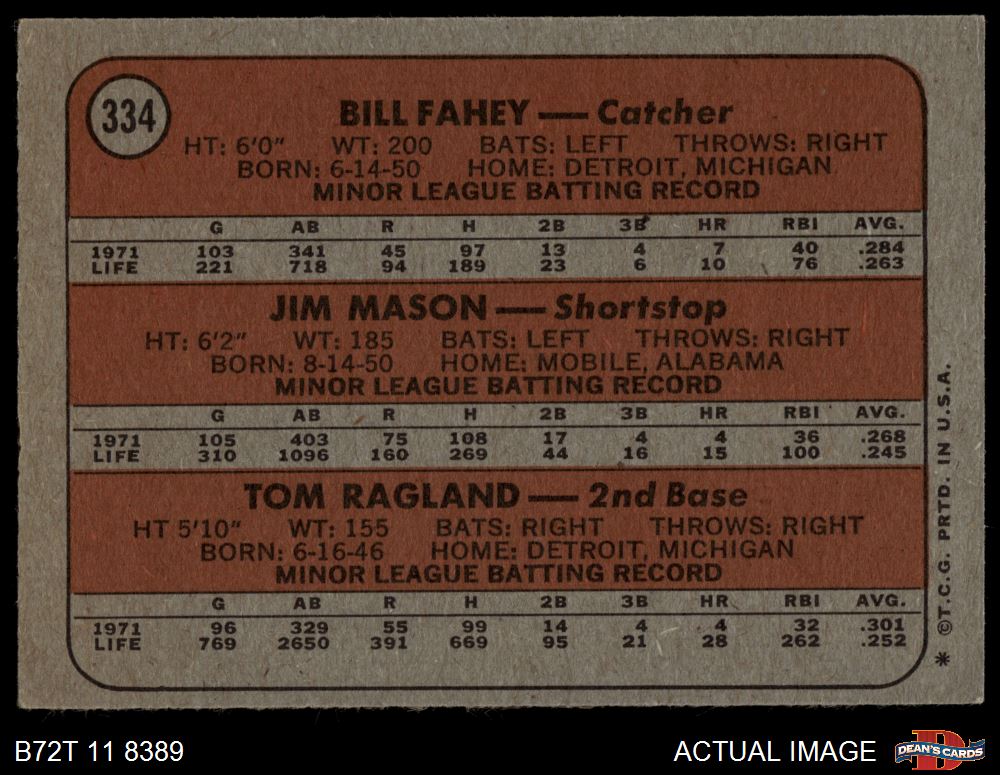 334
BILL FAHEY — Catcher
HT: 6'0" WT: 200 BATS: LEFT THROWS: RIGHT
BORN: 6-14-50 HOME: DETROIT, MICHIGAN
MINOR LEAGUE BATTING RECORD
G AB R H 2B 3B HR RBI AVG.
1971 103 341 45 97 13 4 7 40 .284
LIFE 221 718 94 189 23 6 10 76 .263
JIM MASON — Shortstop
HT: 6'2" WT: 185 BATS: LEFT THROWS: RIGHT
BORN: 8-14-50 HOME: MOBILE, ALABAMA
MINOR LEAGUE BATTING RECORD
G AB R H 2B 3B HR RBI AVG.
1971 105 403 75 108 17 4 4 36 .268
LIFE 310 1096 160 269 44 16 15 100 .245
TOM RAGLAND — 2nd Base
HT 5'10" WT: 155 BATS: RIGHT THROWS: RIGHT
BORN: 6-16-46 HOME: DETROIT, MICHIGAN
MINOR LEAGUE BATTING RECORD
G AB R H 2B 3B HR RBI AVG.
1971 96 329 55 99 14 4 4 32 .301
LIFE 769 2650 391 669 95 21 28 262 .252
* ©T.C.G. PRTD. IN U.S.A.
B72T 11 8389 ACTUAL IMAGE
D
DEAN'S CARDS